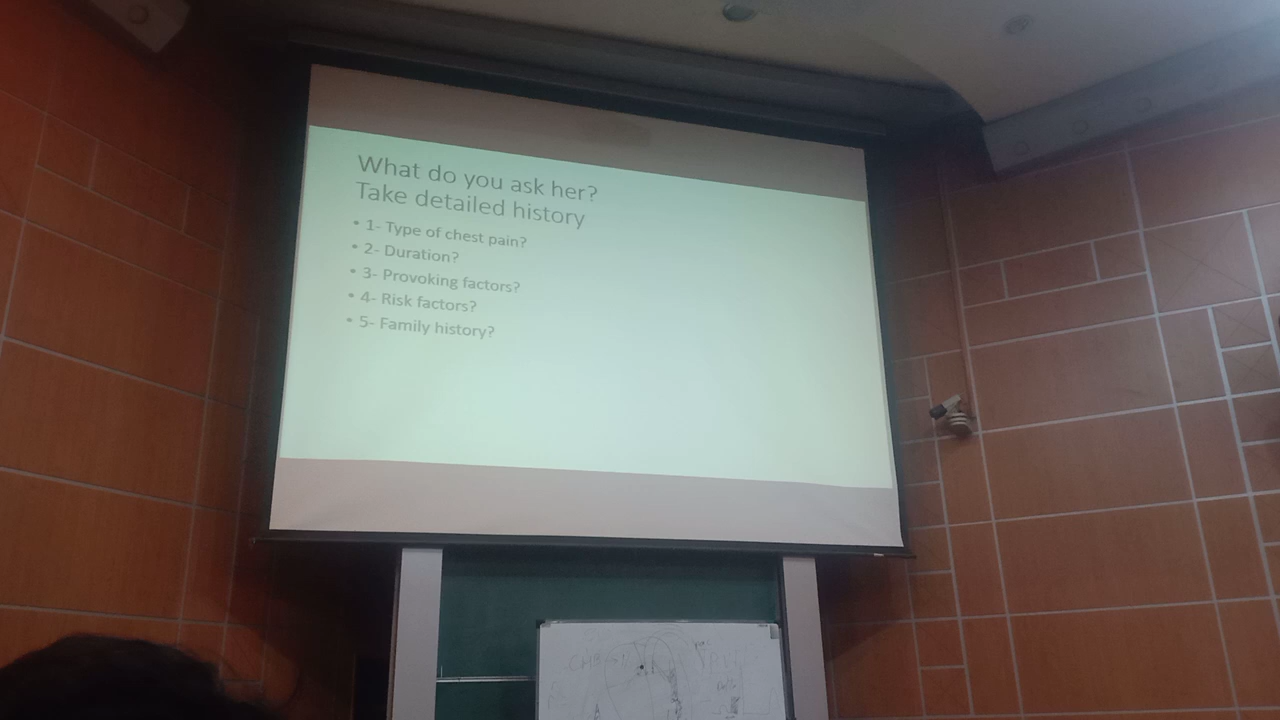 What do you ask her?
Take detailed history
• 1- Type of chest pain?
• 2- Duration?
• 3- Provoking factors?
• 4- Risk factors?
• 5- Family history?